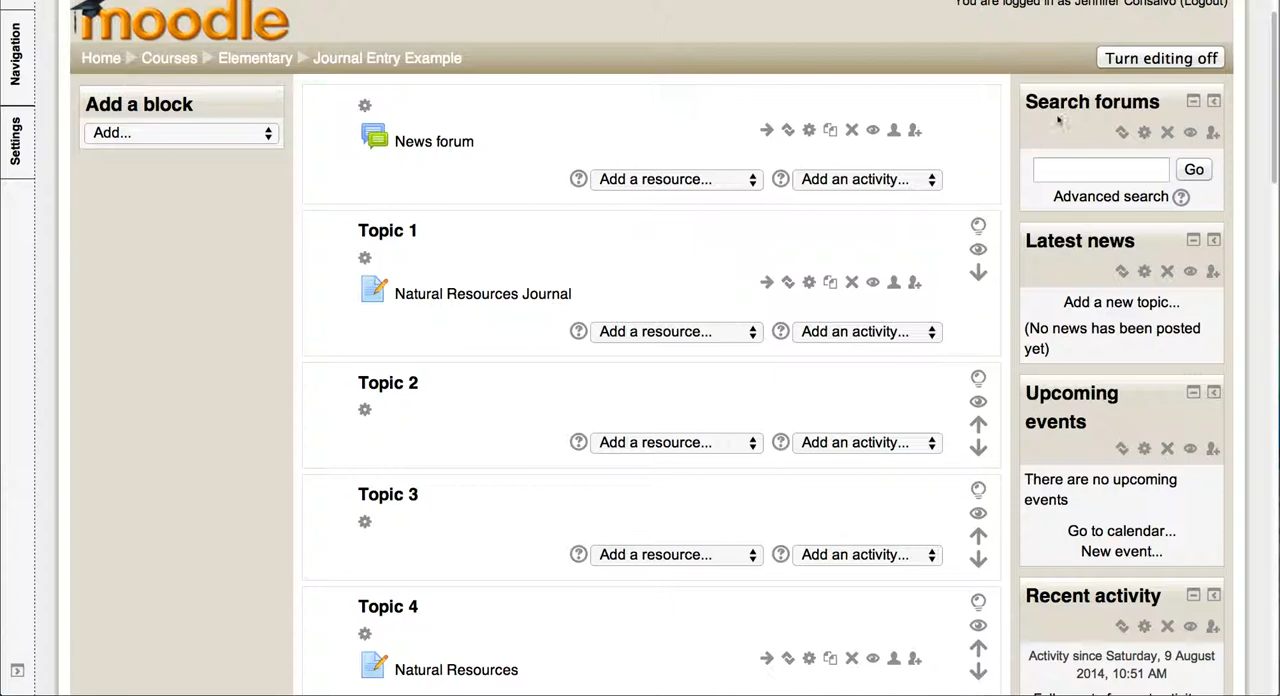 You are logged in as Jennifer Consalvo (Logout)
moodle
Home Courses Elementary Journal Entry Example
Turn editing off
Navigation
Settings
Add a block
Add...
News forum
Add a resource... Add an activity...
Topic 1
Natural Resources Journal
Add a resource... Add an activity...
Topic 2
Add a resource... Add an activity...
Topic 3
Add a resource... Add an activity...
Topic 4
Natural Resources
Search forums
Go
Advanced search
Latest news
Add a new topic...
(No news has been posted
yet)
Upcoming
events
There are no upcoming
events
Go to calendar...
New event...
Recent activity
Activity since Saturday, 9 August
2014, 10:51 AM